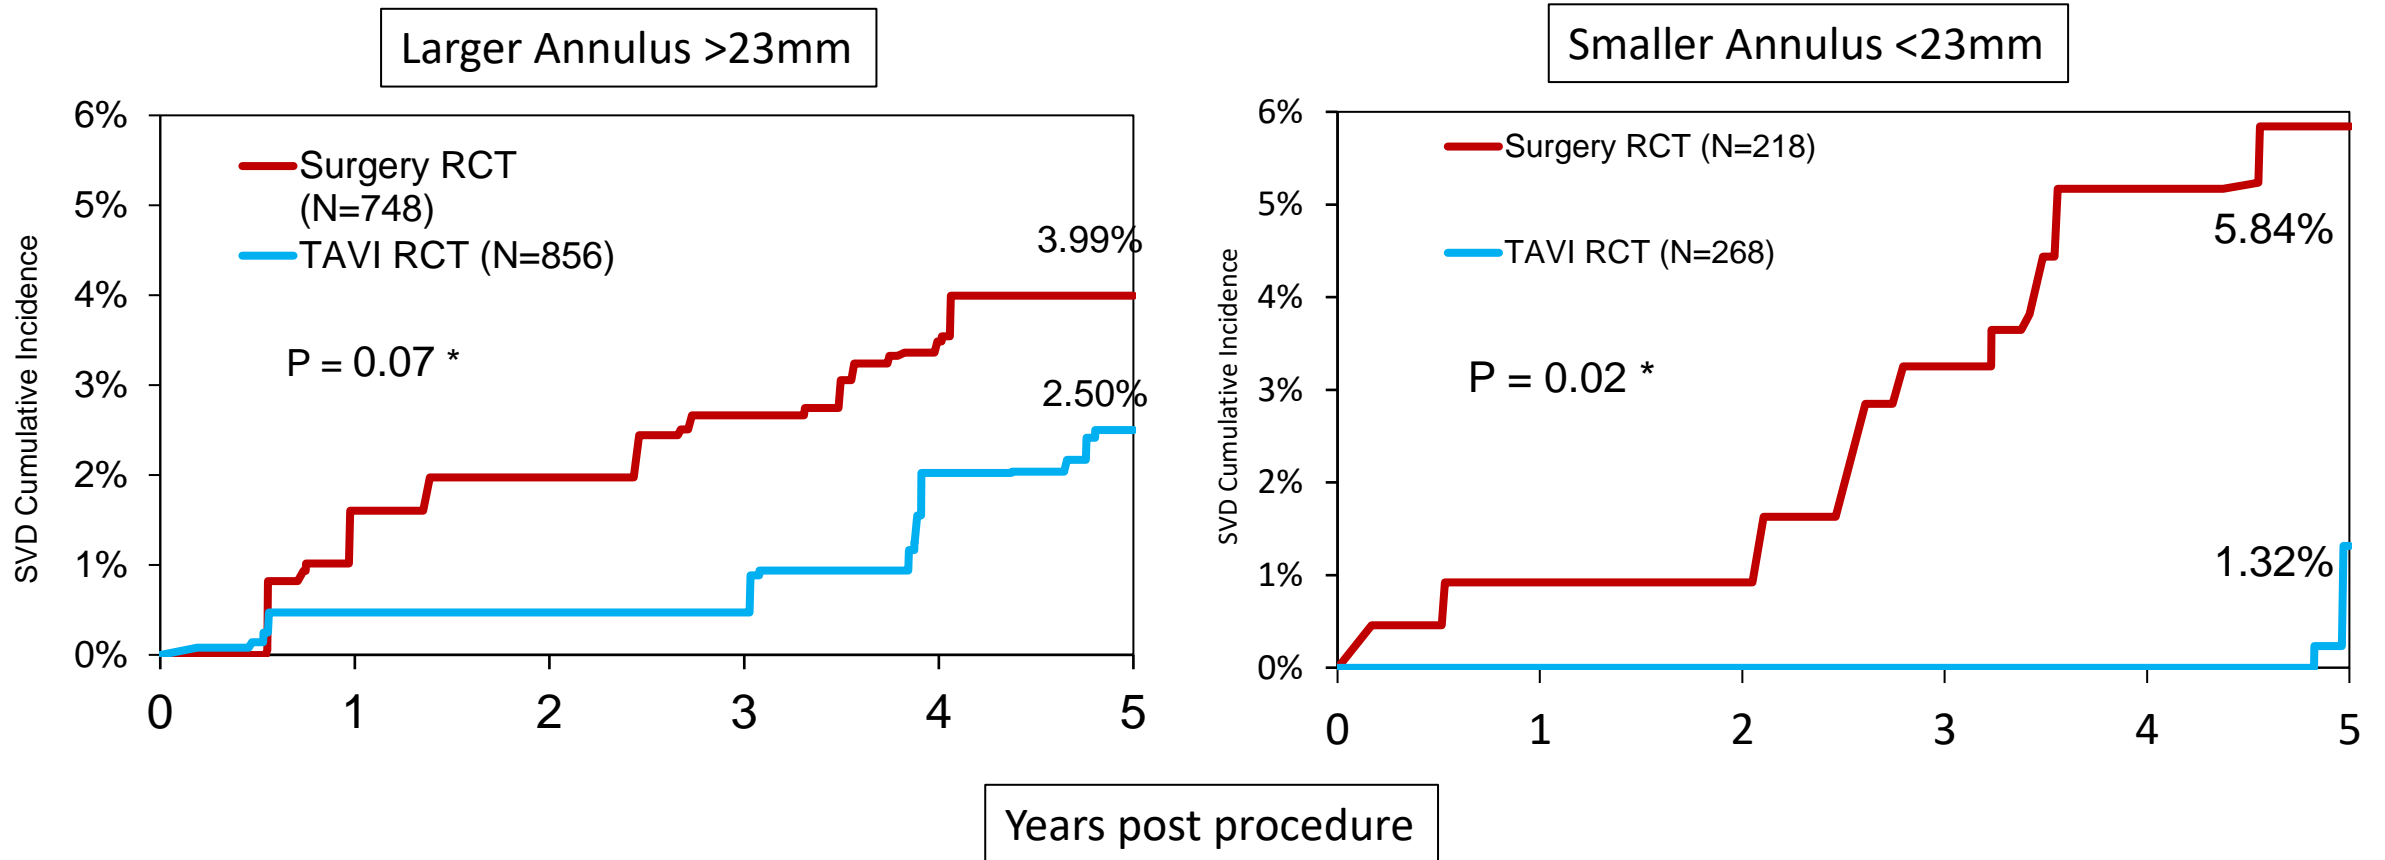 Larger Annulus >23mm
SVD Cumulative Incidence
6%
5%
4%
3%
2%
1%
0%
Surgery RCT
(N=748)
TAVI RCT (N=856)
P = 0.07 *
3.99%
2.50%
0 1 2 3 4 5
Smaller Annulus <23mm
SVD Cumulative Incidence
6%
5%
4%
3%
2%
1%
0%
Surgery RCT (N=218)
TAVI RCT (N=268)
P = 0.02 *
5.84%
1.32%
0 1 2 3 4 5
Years post procedure